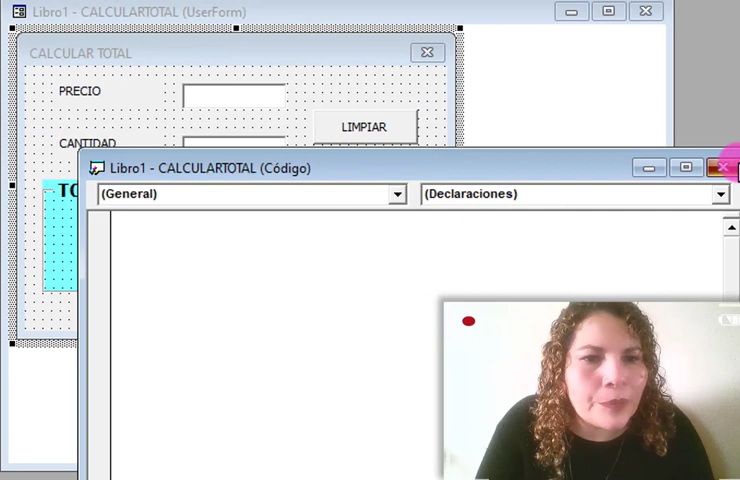 Libro1 - CALCULARTOTAL (UserForm)
CALCULAR TOTAL
PRECIO
LIMPIAR
CANTIDAD
Libro1 - CALCULARTOTAL (Código)
(General)
(Declaraciones)